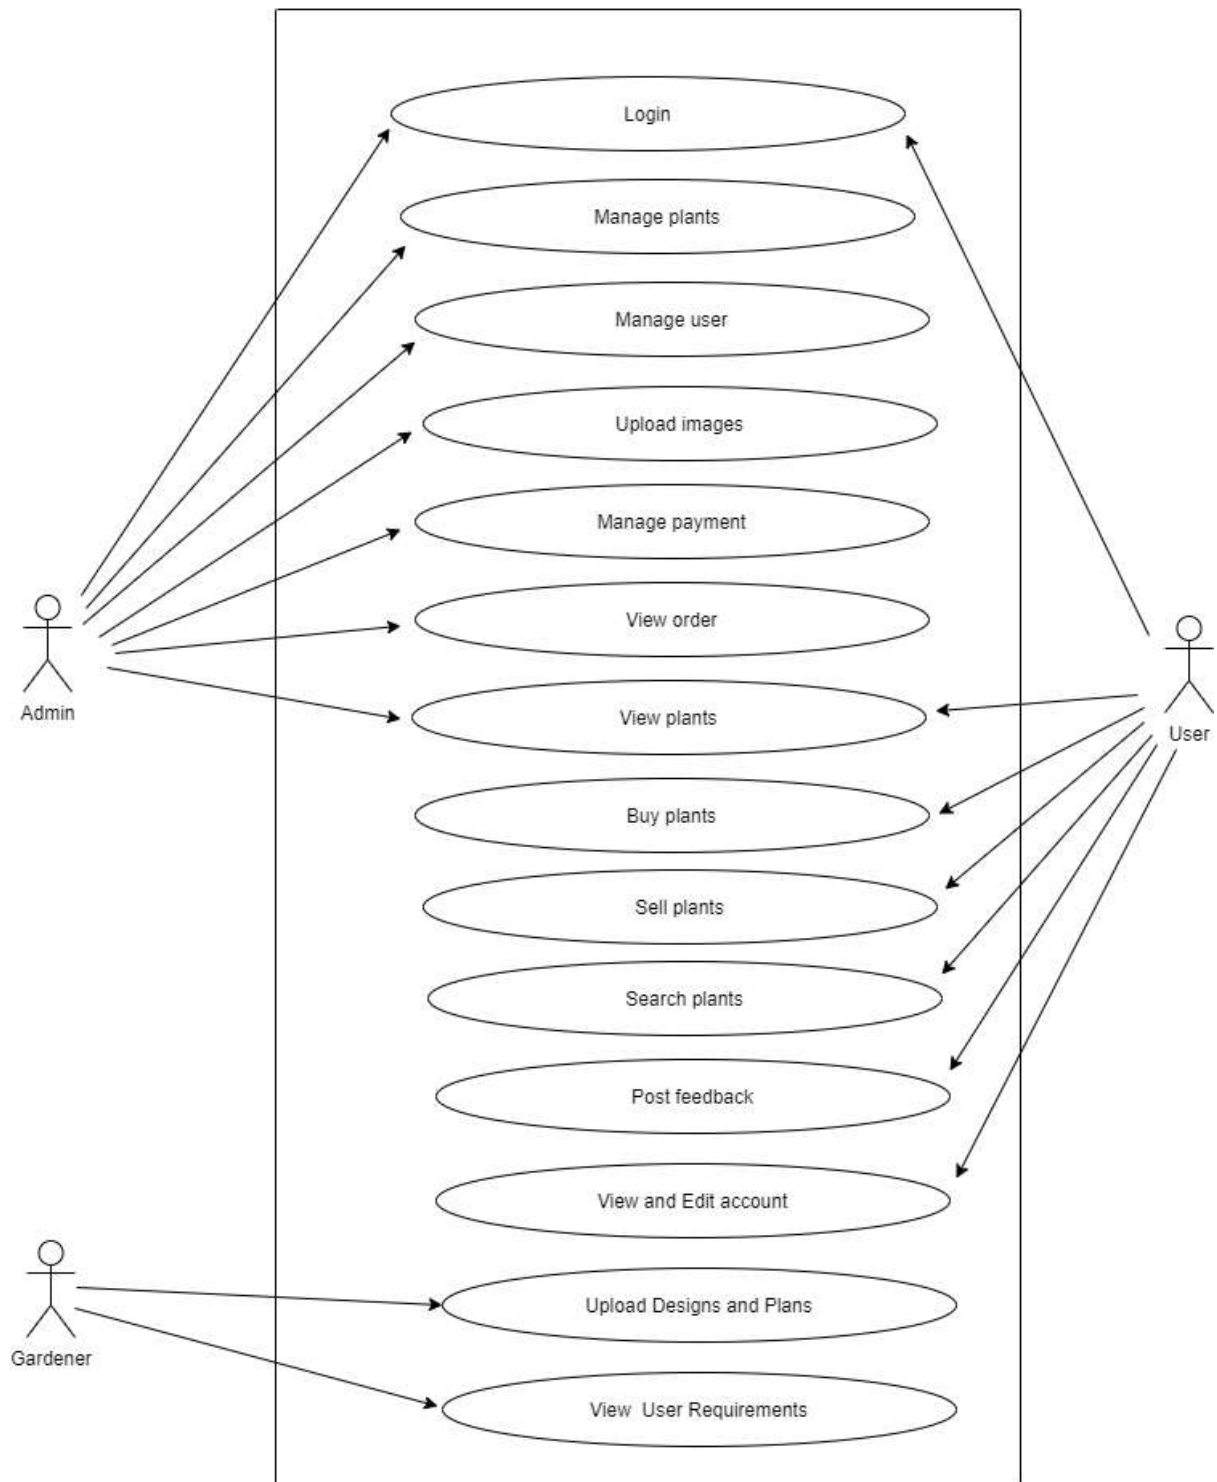 Login
Manage plants
Manage user
Upload images
Manage payment
View order
Admin
View plants
User
Buy plants
Sell plants
Search plants
Post feedback
View and Edit account
Upload Designs and Plans
Gardener
View  User Requirements